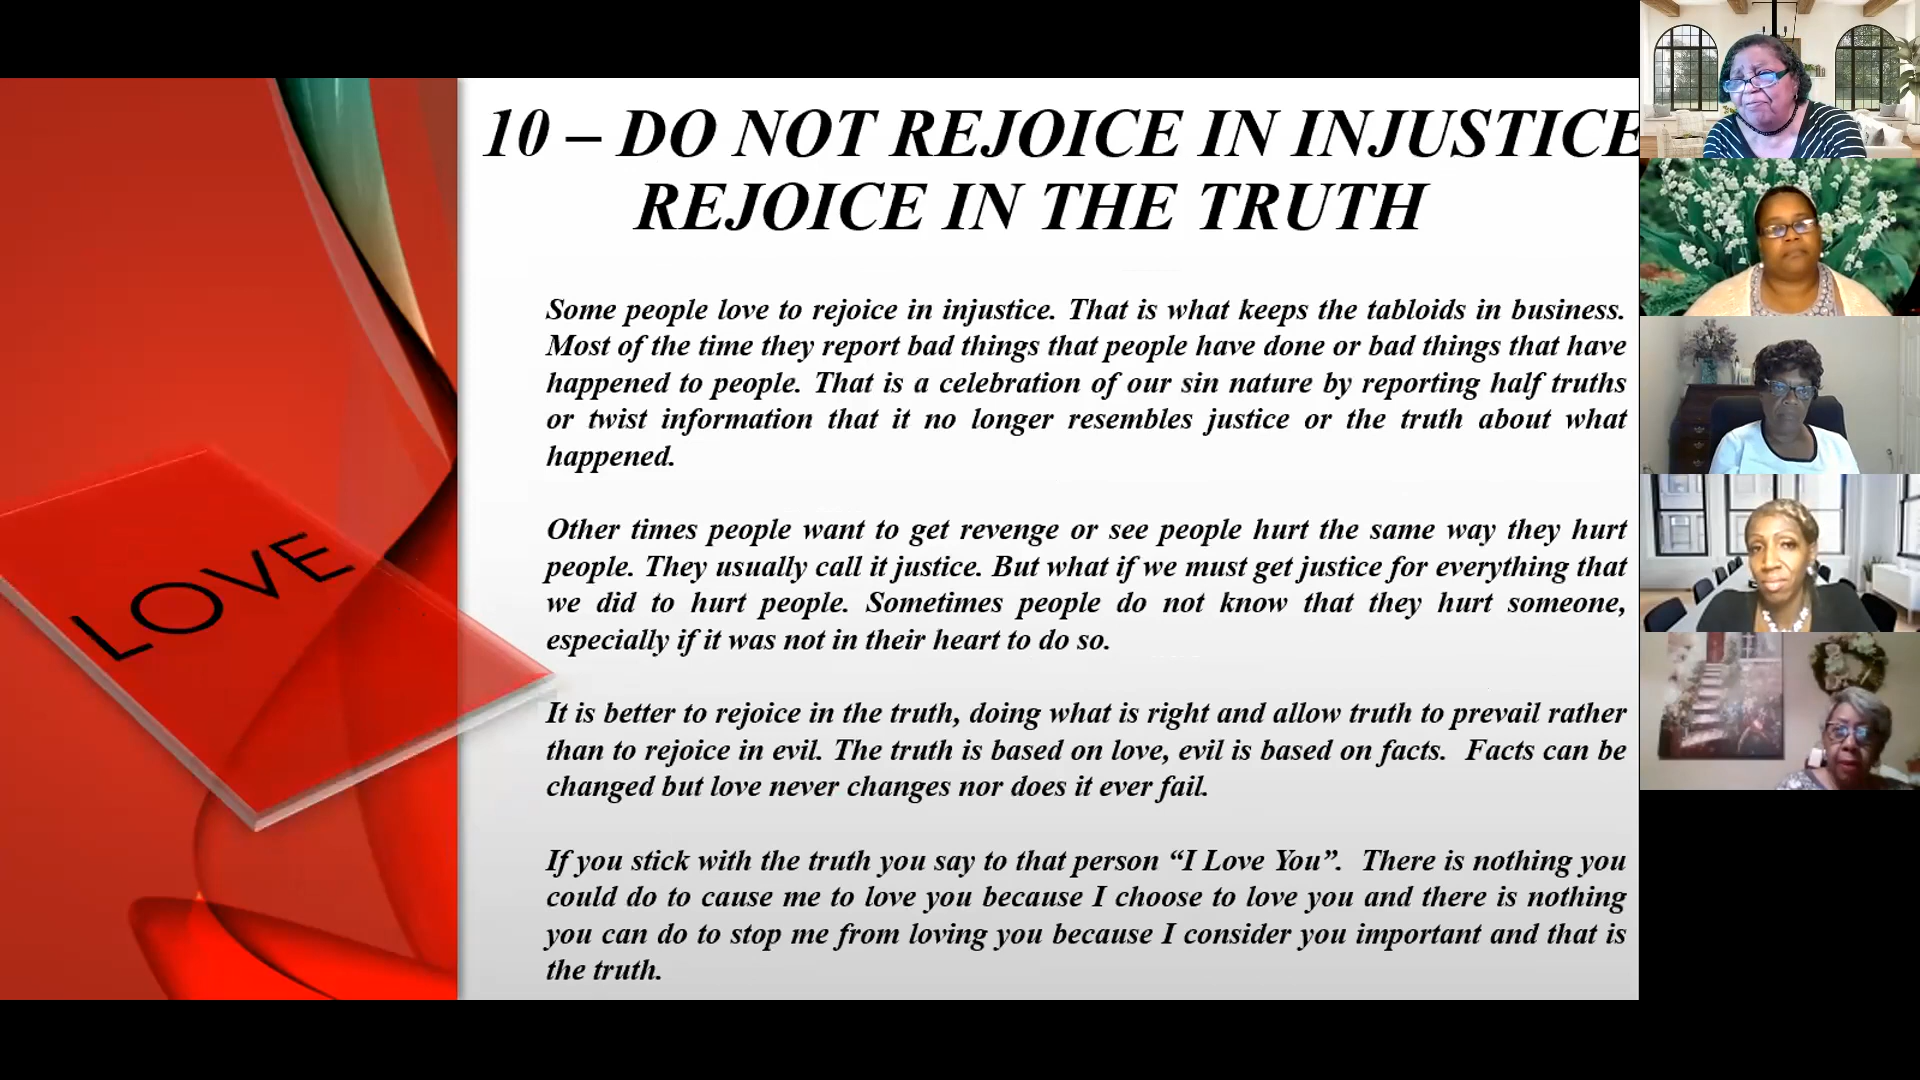 10 – DO NOT REJOICE IN INJUSTICE
REJOICE IN THE TRUTH
Some people love to rejoice in injustice. That is what keeps the tabloids in business.
Most of the time they report bad things that people have done or bad things that have
happened to people. That is a celebration of our sin nature by reporting half truths
or twist information that it no longer resembles justice or the truth about what
happened.
Other times people want to get revenge or see people hurt the same way they hurt
people. They usually call it justice. But what if we must get justice for everything that
we did to hurt people. Sometimes people do not know that they hurt someone,
especially if it was not in their heart to do so.
It is better to rejoice in the truth, doing what is right and allow truth to prevail rather
than to rejoice in evil. The truth is based on love, evil is based on facts. Facts can be
changed but love never changes nor does it ever fail.
If you stick with the truth you say to that person “I Love You”. There is nothing you
could do to cause me to love you because I choose to love you and there is nothing
you can do to stop me from loving you because I consider you important and that is
the truth.
LOVE